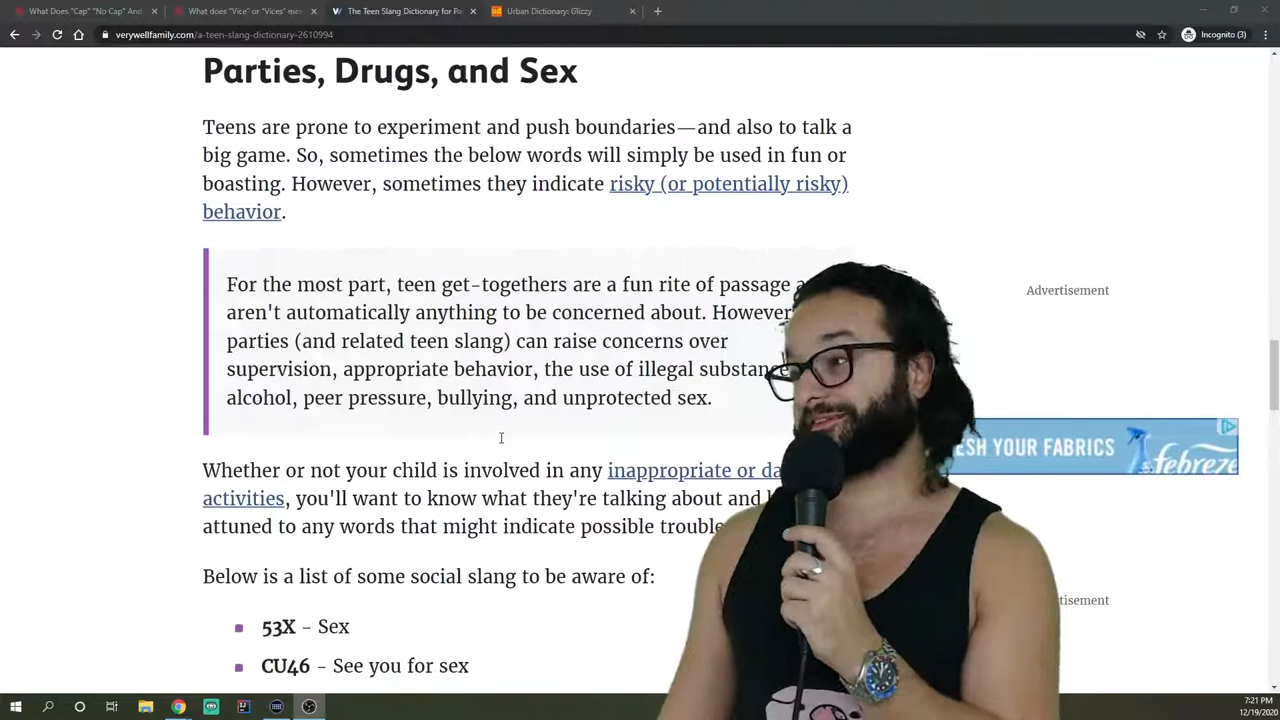 What Does "Cap" "No Cap" And
What does "Vice" or "Vices" me
The Teen Slang Dictionary for Pa
Urban Dictionary: Glizzy
verywellfamily.com/a-teen-slang-dictionary-2610994
Incognito (3)
Parties, Drugs, and Sex
Teens are prone to experiment and push boundaries—and also to talk a
big game. So, sometimes the below words will simply be used in fun or
boasting. However, sometimes they indicate risky (or potentially risky)
behavior.
For the most part, teen get-togethers are a fun rite of passage a
aren't automatically anything to be concerned about. However
parties (and related teen slang) can raise concerns over
supervision, appropriate behavior, the use of illegal substance
alcohol, peer pressure, bullying, and unprotected sex.
Advertisement
ESH YOUR FABRICS
febreze
Whether or not your child is involved in any inappropriate or da
activities, you'll want to know what they're talking about and
attuned to any words that might indicate possible trouble
Below is a list of some social slang to be aware of:
tisement
53X - Sex
CU46 - See you for sex
7:21 PM
12/19/2020